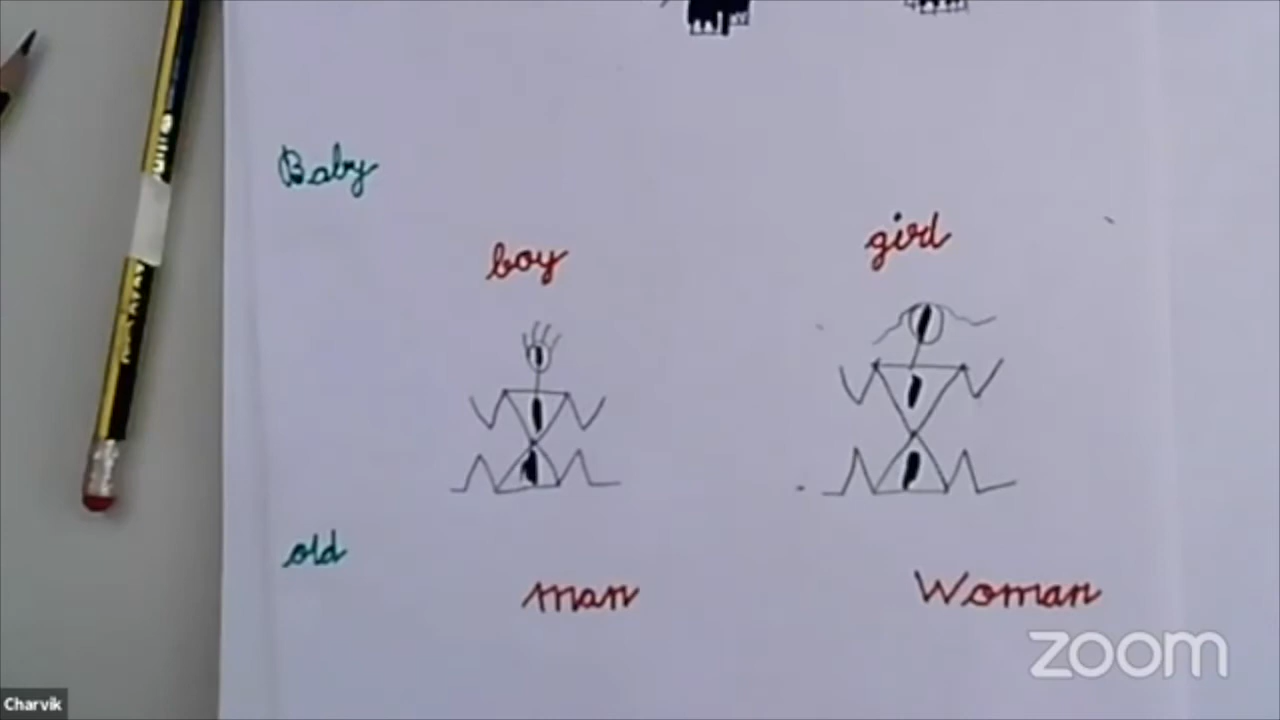 Baby
boy girl
old
man Woman
zoom
Charvik